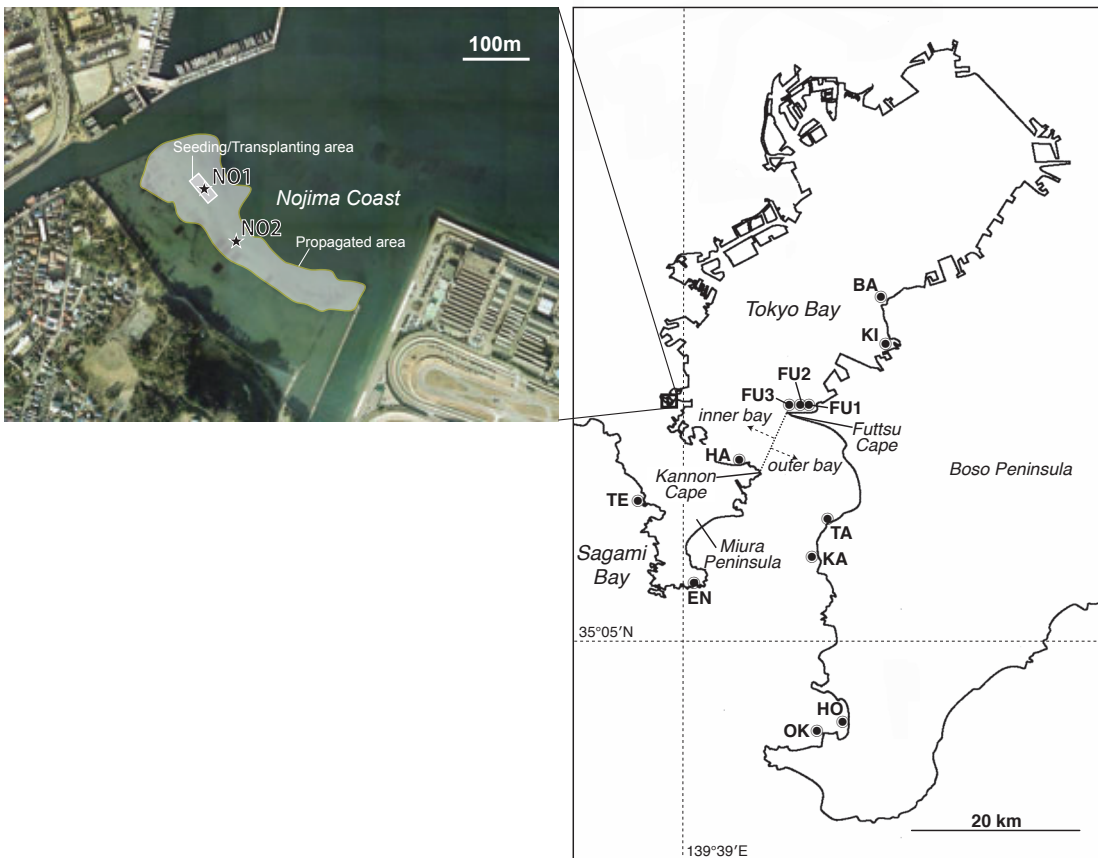 100m
Seeding/Transplanting area
NO1
Nojima Coast
NO2
Propagated area
BA
Tokyo Bay
KI
FU2
FU3
FU1
inner bay
Futtsu
Cape
HA
outer bay
Kannon
Cape
Boso Peninsula
TE
TA
Miura
Peninsula
KA
Sagami
Bay
EN
35°05'N
HO
OK
20 km
139°39'E